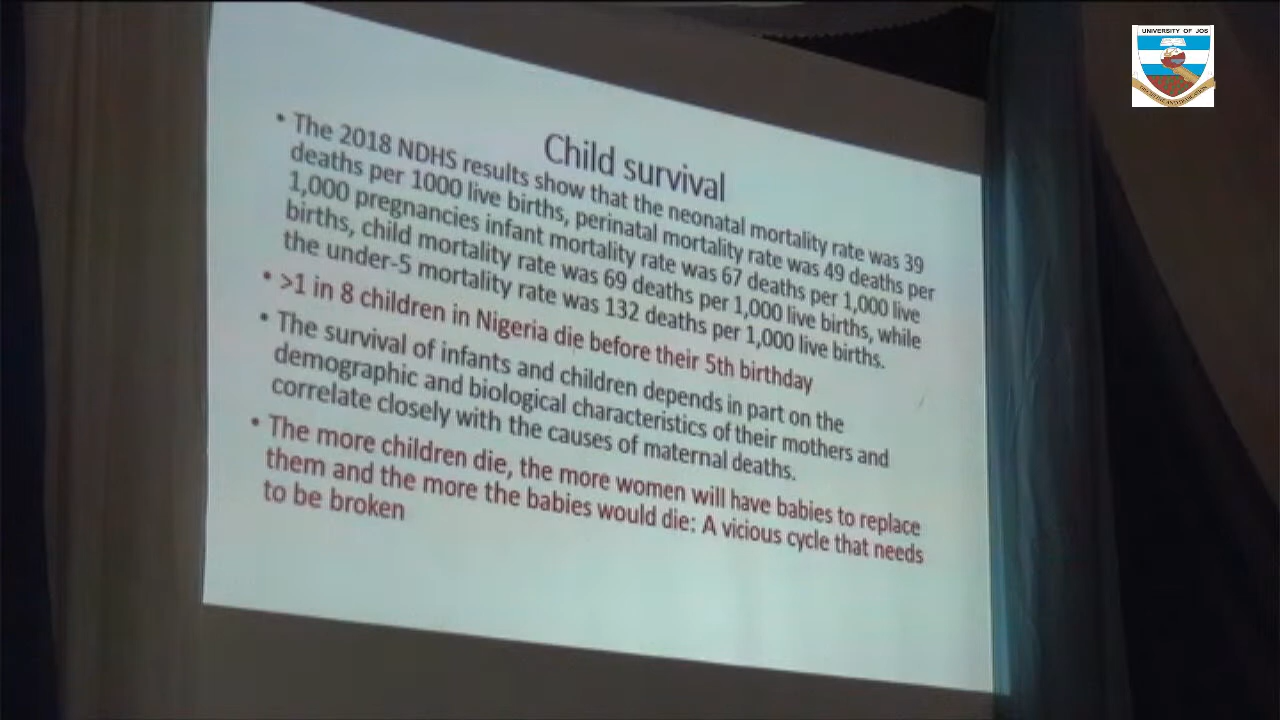 UNIVERSITY OF JOS
Child survival
• The 2018 NDHS results show that the neonatal mortality rate was 39
deaths per 1000 live births, perinatal mortality rate was 49 deaths per
1,000 pregnancies infant mortality rate was 67 deaths per 1,000 live
births, child mortality rate was 69 deaths per 1,000 live births, while
the under-5 mortality rate was 132 deaths per 1,000 live births.
• >1 in 8 children in Nigeria die before their 5th birthday
• The survival of infants and children depends in part on the
demographic and biological characteristics of their mothers and
correlate closely with the causes of maternal deaths.
• The more children die, the more women will have babies to replace
them and the more the babies would die: A vicious cycle that needs
to be broken